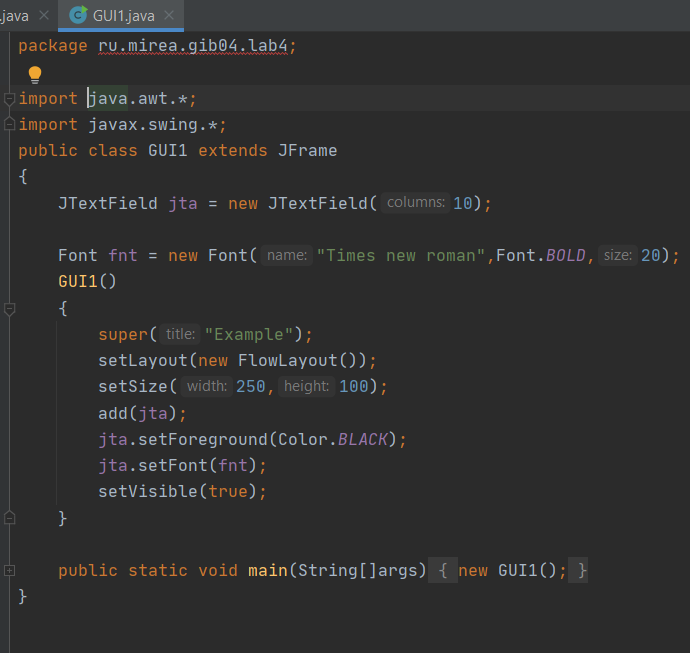 .java × GUI1.java ×
package ru.mirea.gib04.lab4;
import java.awt.*;
import javax.swing.*;
public class GUI1 extends JFrame
{
JTextField jta = new JTextField( columns: 10);
Font fnt = new Font( name: "Times new roman",Font.BOLD, size: 20);
GUI1()
{
super( title: "Example");
setLayout(new FlowLayout());
setSize( width: 250, height: 100);
add(jta);
jta.setForeground(Color.BLACK);
jta.setFont(fnt);
setVisible(true);
}
public static void main(String[]args) { new GUI1(); }
}